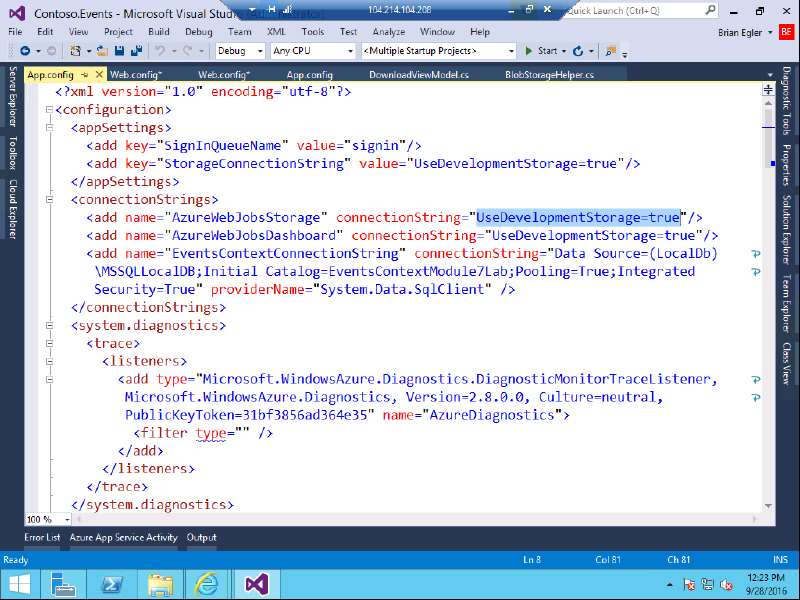 Contoso.Events - Microsoft Visual Stud
104.214.104.208
Quick Launch (Ctrl+Q)
File Edit View Project Build Debug Team XML Tools Test Analyze Window Help
Brian Egler BE
Debug Any CPU <Multiple Startup Projects> Start
App.config Web.config* Web.config* App.config DownloadViewModel.cs BlobStorageHelper.cs
Server Explorer
Toolbox
Cloud Explorer
<?xml version="1.0" encoding="utf-8"?>
<configuration>
<appSettings>
<add key="SignInQueueName" value="signin"/>
<add key="StorageConnectionString" value="UseDevelopmentStorage=true"/>
</appSettings>
<connectionStrings>
<add name="AzureWebJobsStorage" connectionString="UseDevelopmentStorage=true"/>
<add name="AzureWebJobsDashboard" connectionString="UseDevelopmentStorage=true"/>
<add name="EventsContextConnectionString" connectionString="Data Source=(LocalDb)
\MSSQLLocalDB;Initial Catalog=EventsContextModule7Lab;Pooling=True;Integrated
Security=True" providerName="System.Data.SqlClient" />
</connectionStrings>
<system.diagnostics>
<trace>
<listeners>
<add type="Microsoft.WindowsAzure.Diagnostics.DiagnosticMonitorTraceListener,
Microsoft.WindowsAzure.Diagnostics, Version=2.8.0.0, Culture=neutral,
PublicKeyToken=31bf3856ad364e35" name="AzureDiagnostics">
<filter type="" />
</add>
</listeners>
</trace>
</system.diagnostics>
Diagnostic Tools
Properties
Solution Explorer
Team Explorer
Class View
100 %
Error List Azure App Service Activity Output
Ready Ln 8 Col 81 Ch 81 INS
12:23 PM
9/28/2016